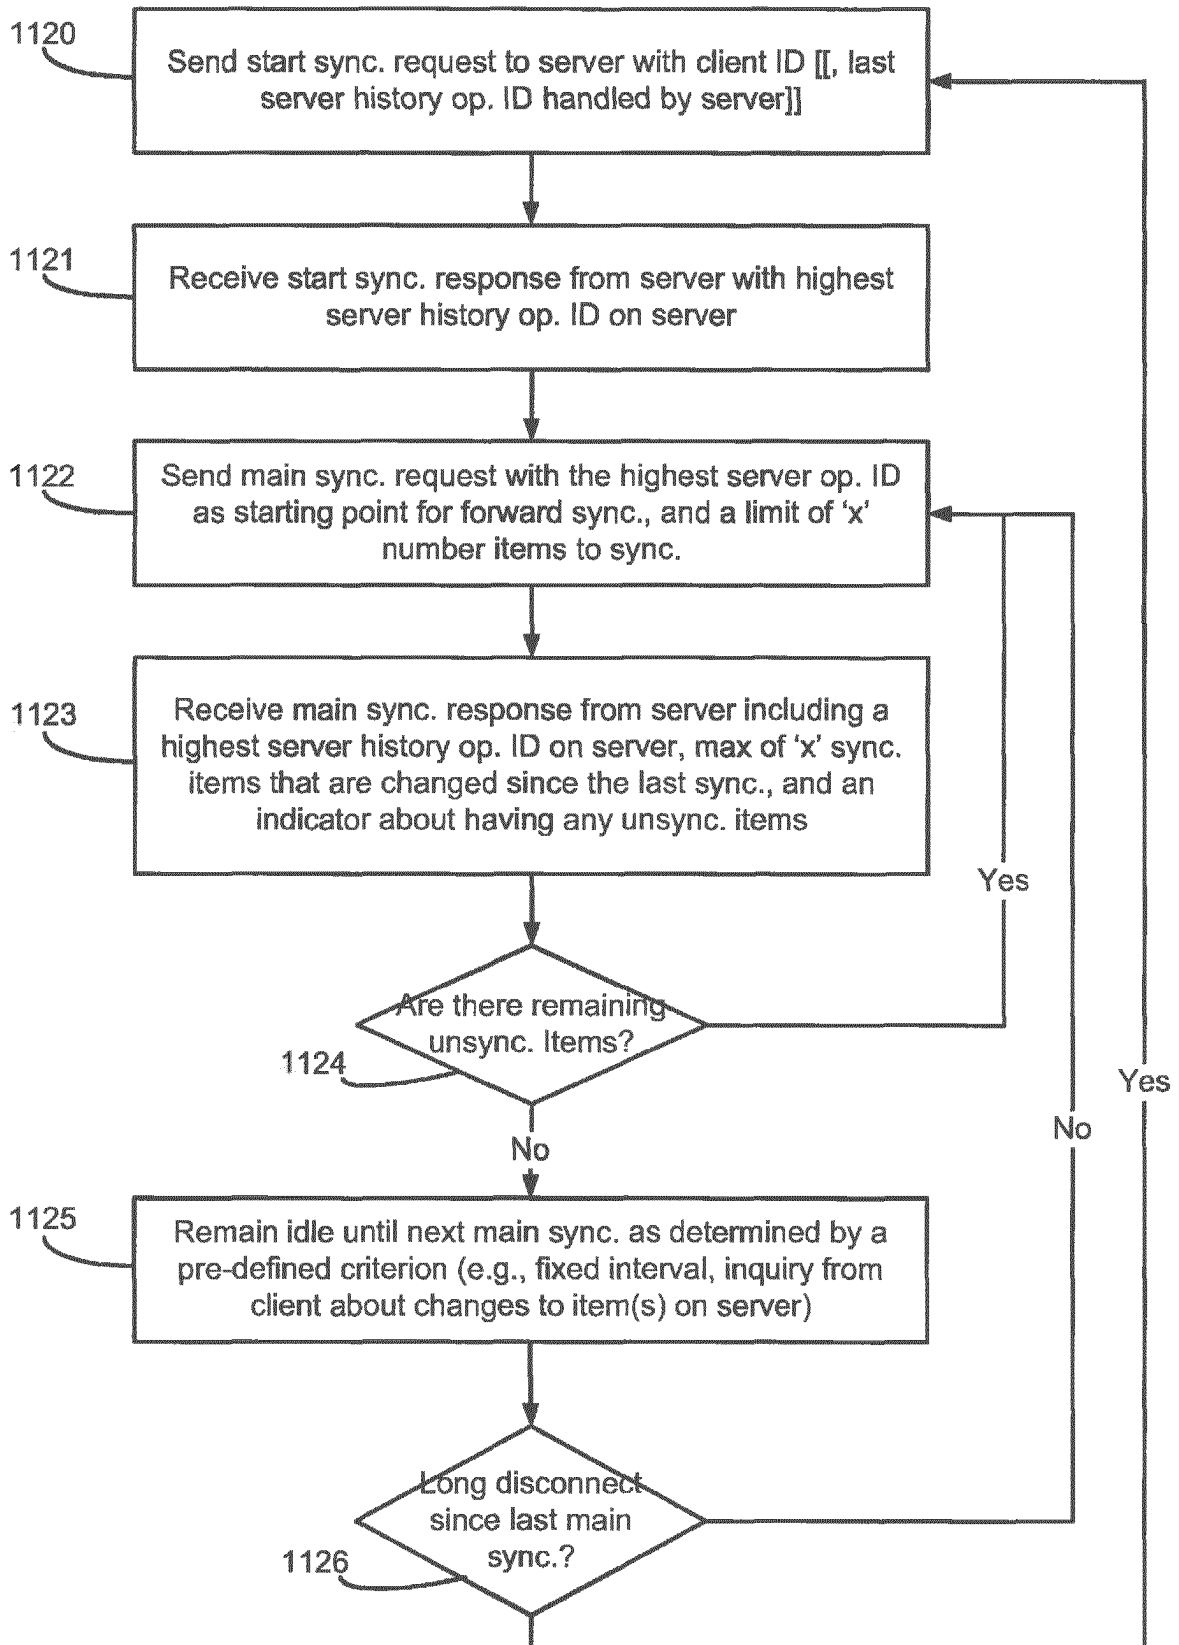 1120
Send start sync. request to server with client ID [[, last
server history op. ID handled by server]]
1121
Receive start sync. response from server with highest
server history op. ID on server
1122
Send main sync. request with the highest server op. ID
as starting point for forward sync., and a limit of ‘x’
number items to sync.
1123
Receive main sync. response from server including a
highest server history op. ID on server, max of ‘x’ sync.
items that are changed since the last sync., and an
indicator about having any unsync. items
Yes
Are there remaining
unsync. Items?
1124
Yes
No
No
1125
Remain idle until next main sync. as determined by a
pre-defined criterion (e.g., fixed interval, inquiry from
client about changes to item(s) on server)
Long disconnect
since last main
sync.?
1126